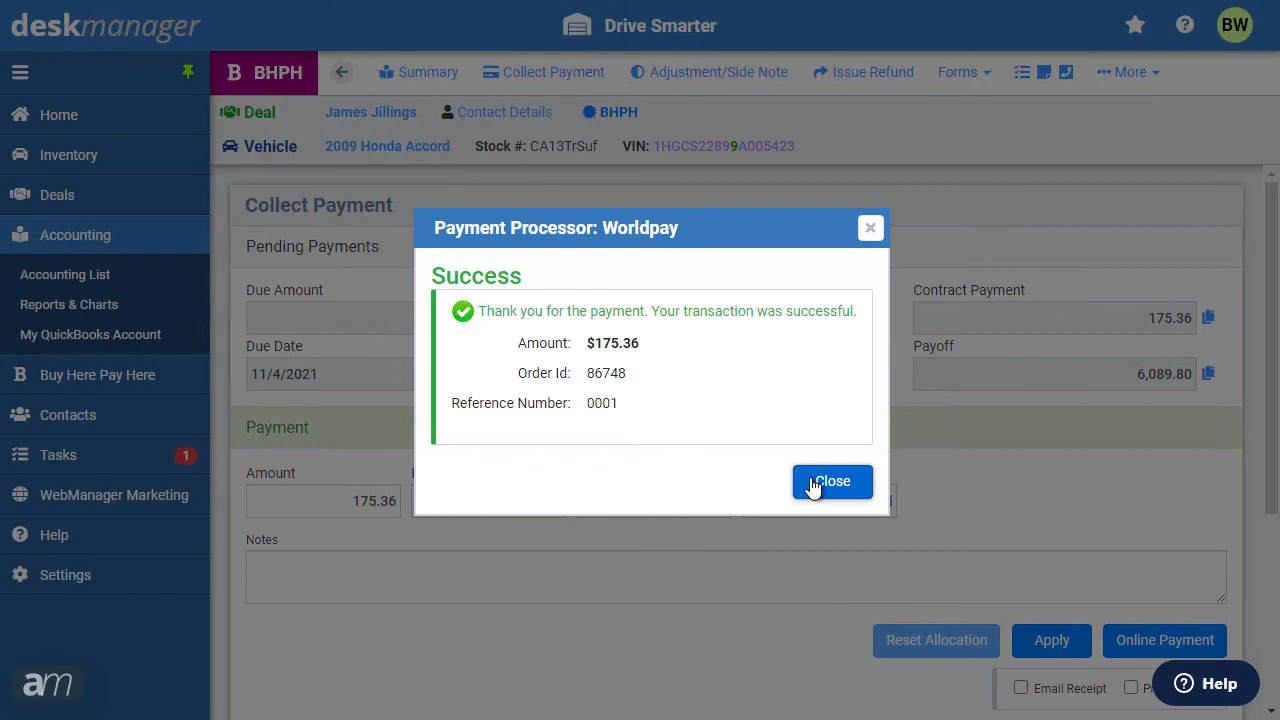 deskmanager
Drive Smarter
BW
BHPH
Summary
Collect Payment
Adjustment/Side Note
Issue Refund
Forms
More
Deal
James Jillings
Contact Details
BHPH
Vehicle
2009 Honda Accord
Stock #: CA13TrSuf
VIN: 1HGCS22899A005423
Home
Inventory
Deals
Accounting
Accounting List
Reports & Charts
My QuickBooks Account
Buy Here Pay Here
Contacts
Tasks
1
WebManager Marketing
Help
Settings
am
Collect Payment
Pending Payments
Due Amount
Contract Payment
175.36
Due Date
Payoff
11/4/2021
6,089.80
Payment
Amount
175.36
Notes
Reset Allocation
Apply
Online Payment
Email Receipt
Help
Payment Processor: Worldpay
Success
Thank you for the payment. Your transaction was successful.
Amount: $175.36
Order Id: 86748
Reference Number: 0001
Close